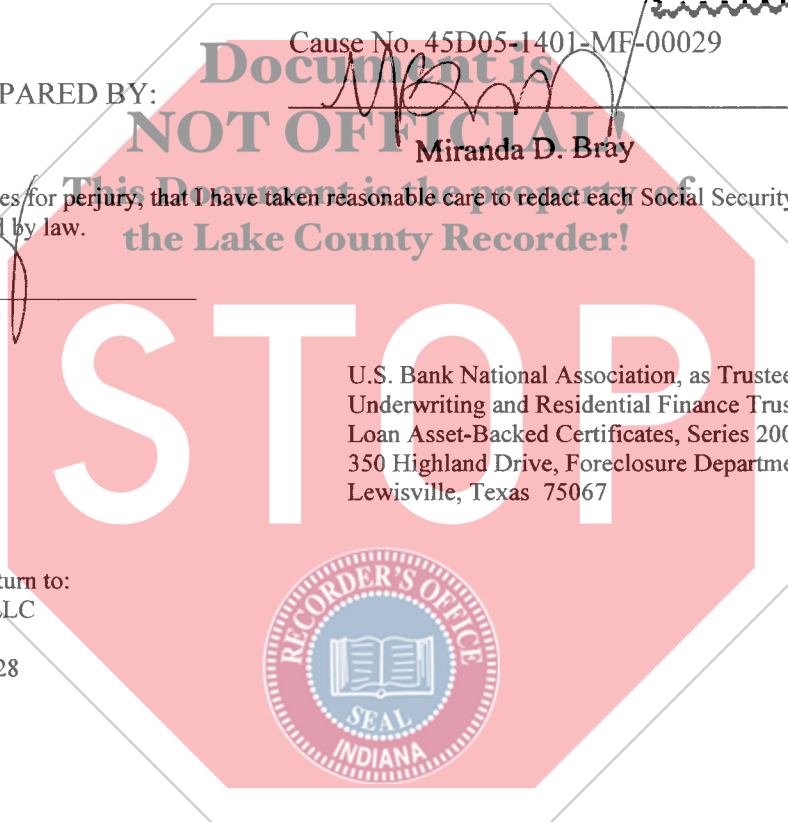 Cause No. 45D05-1401-MF-00029
Document is
PARED BY:
NOT OFFICIAL!
Miranda D. Bray
This Document is the property of
es for perjury, that I have taken reasonable care to redact each Social Security
by law.
the Lake County Recorder!
STOP
U.S. Bank National Association, as Trustee
Underwriting and Residential Finance Trus
Loan Asset-Backed Certificates, Series 200
350 Highland Drive, Foreclosure Departme
Lewisville, Texas 75067
turn to:
LLC
28
RECORDER'S OFFICE
SEAL
INDIANA